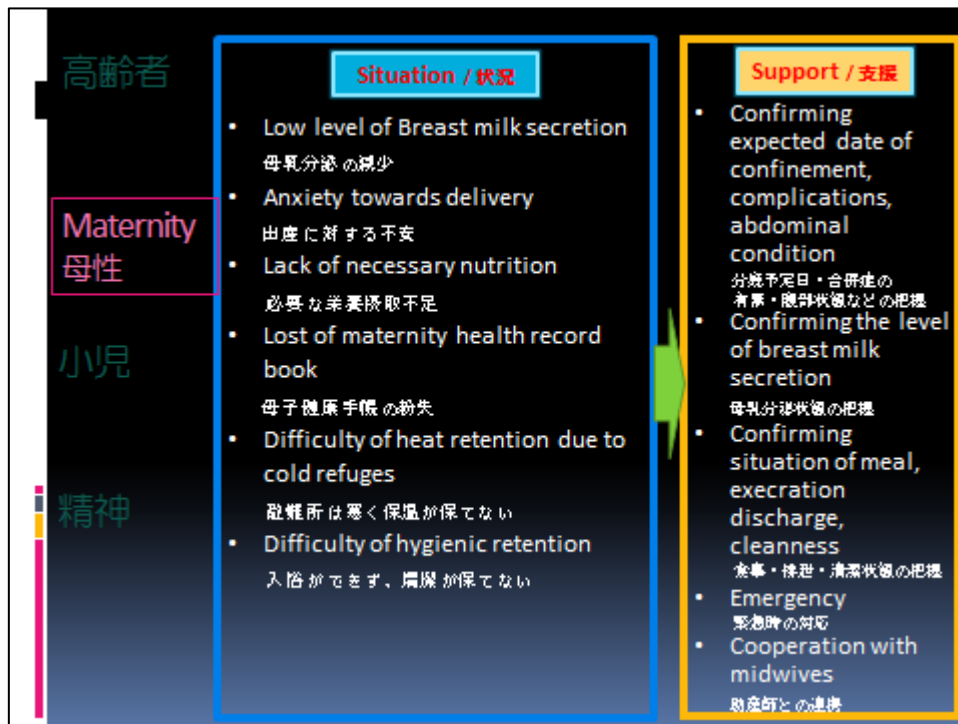 高齢者
Maternity
母性
小児
精神
Situation / 状況
• Low level of Breast milk secretion
母乳分泌の減少
• Anxiety towards delivery
出産に対する不安
• Lack of necessary nutrition
必要な栄養摂取不足
• Lost of maternity health record
book
母子健康手帳の紛失
• Difficulty of heat retention due to
cold refuges
避難所は寒く保温が保てない
• Difficulty of hygienic retention
入浴ができず、清潔が保てない
Support / 支援
• Confirming
expected date of
confinement,
complications,
abdominal
condition
分娩予定日・合併症の
有無・腹部状態などの把握
• Confirming the level
of breast milk
secretion
母乳分泌状態の把握
• Confirming
situation of meal,
execration
discharge,
cleanness
食事・排泄・清潔状態の把握
• Emergency
緊急時の対応
• Cooperation with
midwives
助産師との連携